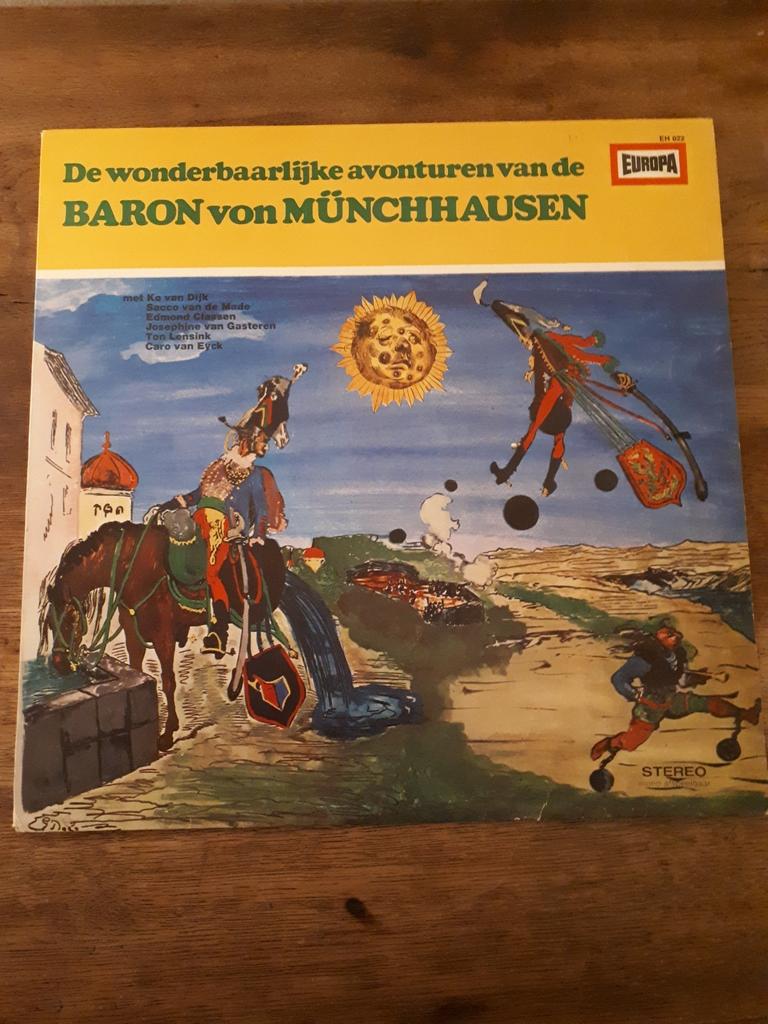 EH 022
EUROPA
De wonderbaarlijke avonturen van de
BARON von MÜNCHHAUSEN
met Ko van Dijk
Sacco van de Made
Edmond Classen
Josephine van Gasteren
Ton Lensink
Caro van Eyck
STEREO